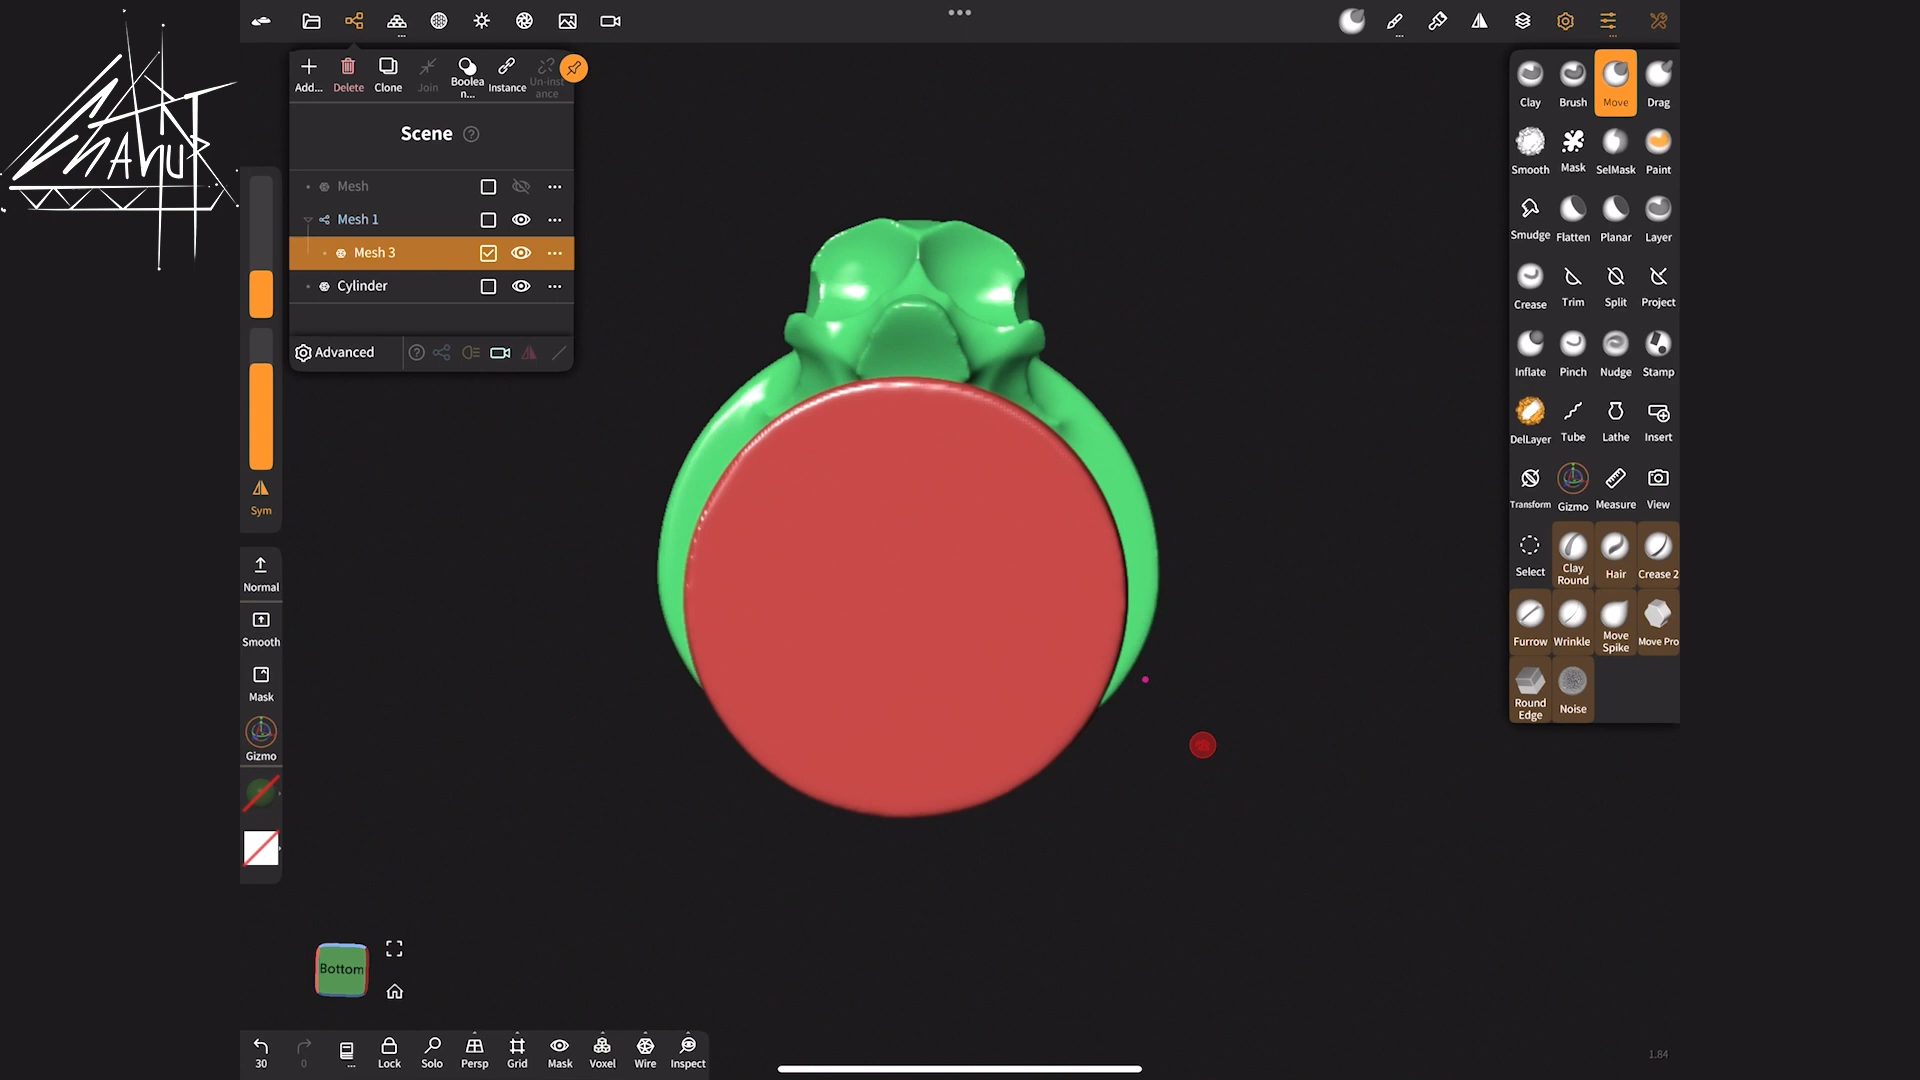 Add...
Delete
Clone
Join
Boolea
n...
Instance
Un-inst
ance
Scene
Mesh
Mesh 1
Mesh 3
Cylinder
Advanced
Sym
Normal
Smooth
Mask
Gizmo
Bottom
30
0
...
Lock
Solo
Persp
Grid
Mask
Voxel
Wire
Inspect
Clay
Brush
Move
Drag
Smooth
Mask
SelMask
Paint
Smudge
Flatten
Planar
Layer
Crease
Trim
Split
Project
Inflate
Pinch
Nudge
Stamp
DelLayer
Tube
Lathe
Insert
Transform
Gizmo
Measure
View
Select
Clay
Round
Hair
Crease 2
Furrow
Wrinkle
Move
Spike
Move Pro
Round
Edge
Noise
1.84